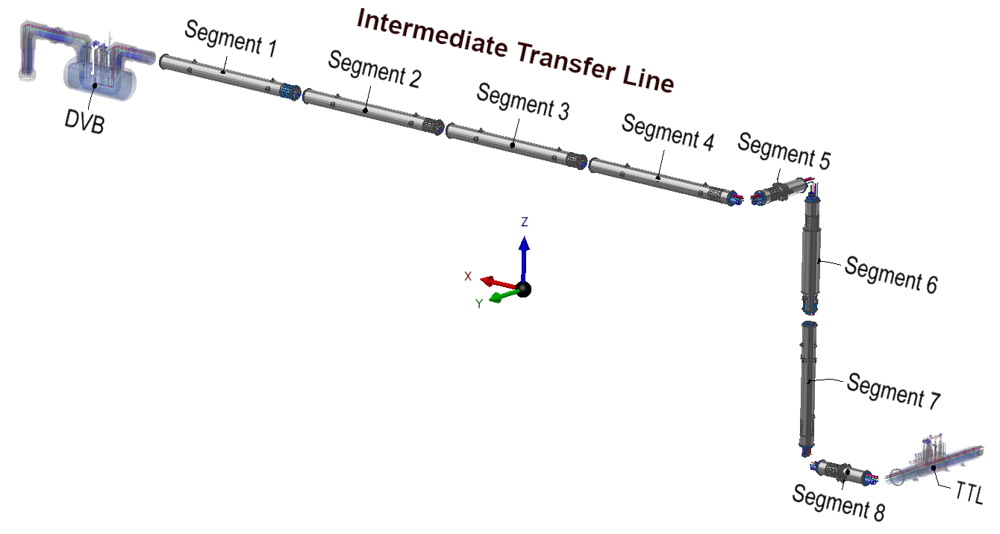 Intermediate Transfer Line
Segment 1
Segment 2
Segment 3
Segment 4
Segment 5
DVB
Z
X
Y
Segment 6
Segment 7
Segment 8
TTL